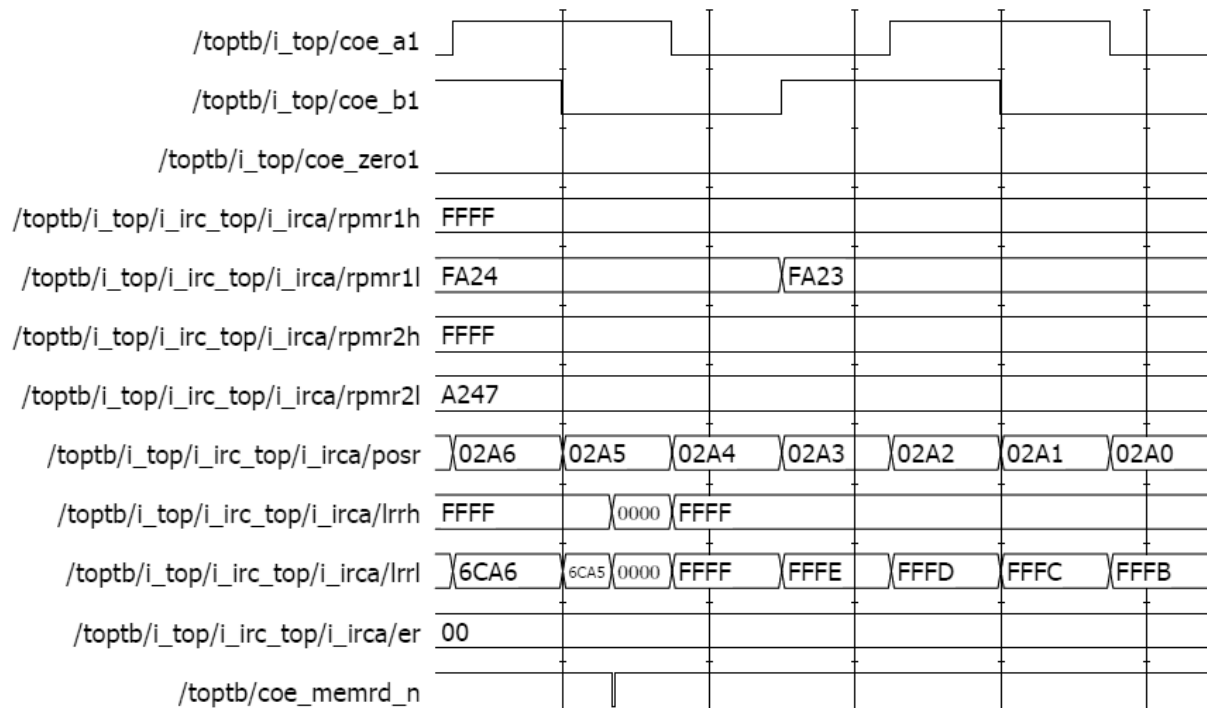 /toptb/i_top/coe_a1
/toptb/i_top/coe_b1
/toptb/i_top/coe_zero1
/toptb/i_top/i_irc_top/i_irca/rpmr1h FFFF
/toptb/i_top/i_irc_top/i_irca/rpmr1l FA24 FA23
/toptb/i_top/i_irc_top/i_irca/rpmr2h FFFF
/toptb/i_top/i_irc_top/i_irca/rpmr2l A247
/toptb/i_top/i_irc_top/i_irca/posr 02A6 02A5 02A4 02A3 02A2 02A1 02A0
/toptb/i_top/i_irc_top/i_irca/lrrh FFFF 0000 FFFF
/toptb/i_top/i_irc_top/i_irca/lrrl 6CA6 6CA5 0000 FFFF FFFE FFFD FFFC FFFB
/toptb/i_top/i_irc_top/i_irca/er 00
/toptb/coe_memrd_n